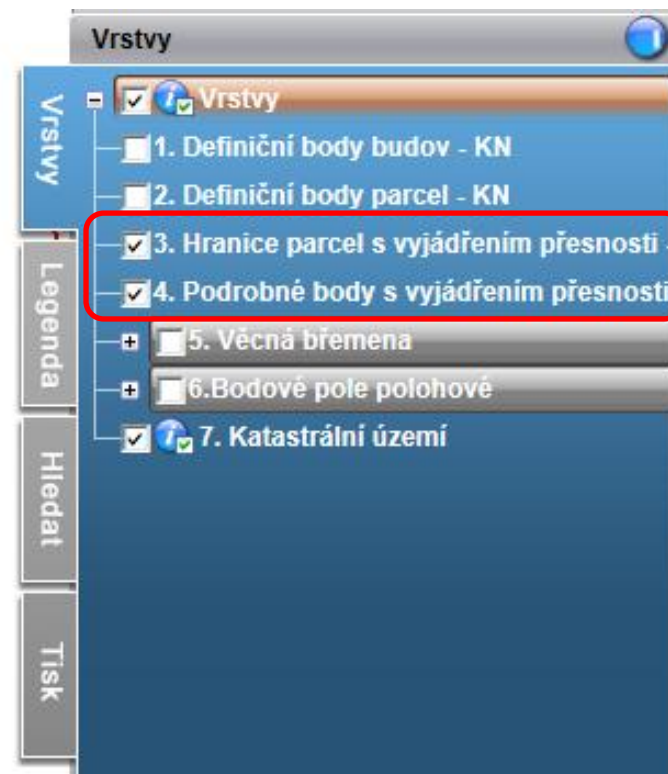 Vrstvy
Vrstvy
1. Definiční body budov - KN
2. Definiční body parcel - KN
3. Hranice parcel s vyjádřením přesnosti -
4. Podrobné body s vyjádřením přesnosti
5. Věcná břemena
6.Bodové pole polohové
7. Katastrální území
Vrstvy
Legenda
Hledat
Tisk